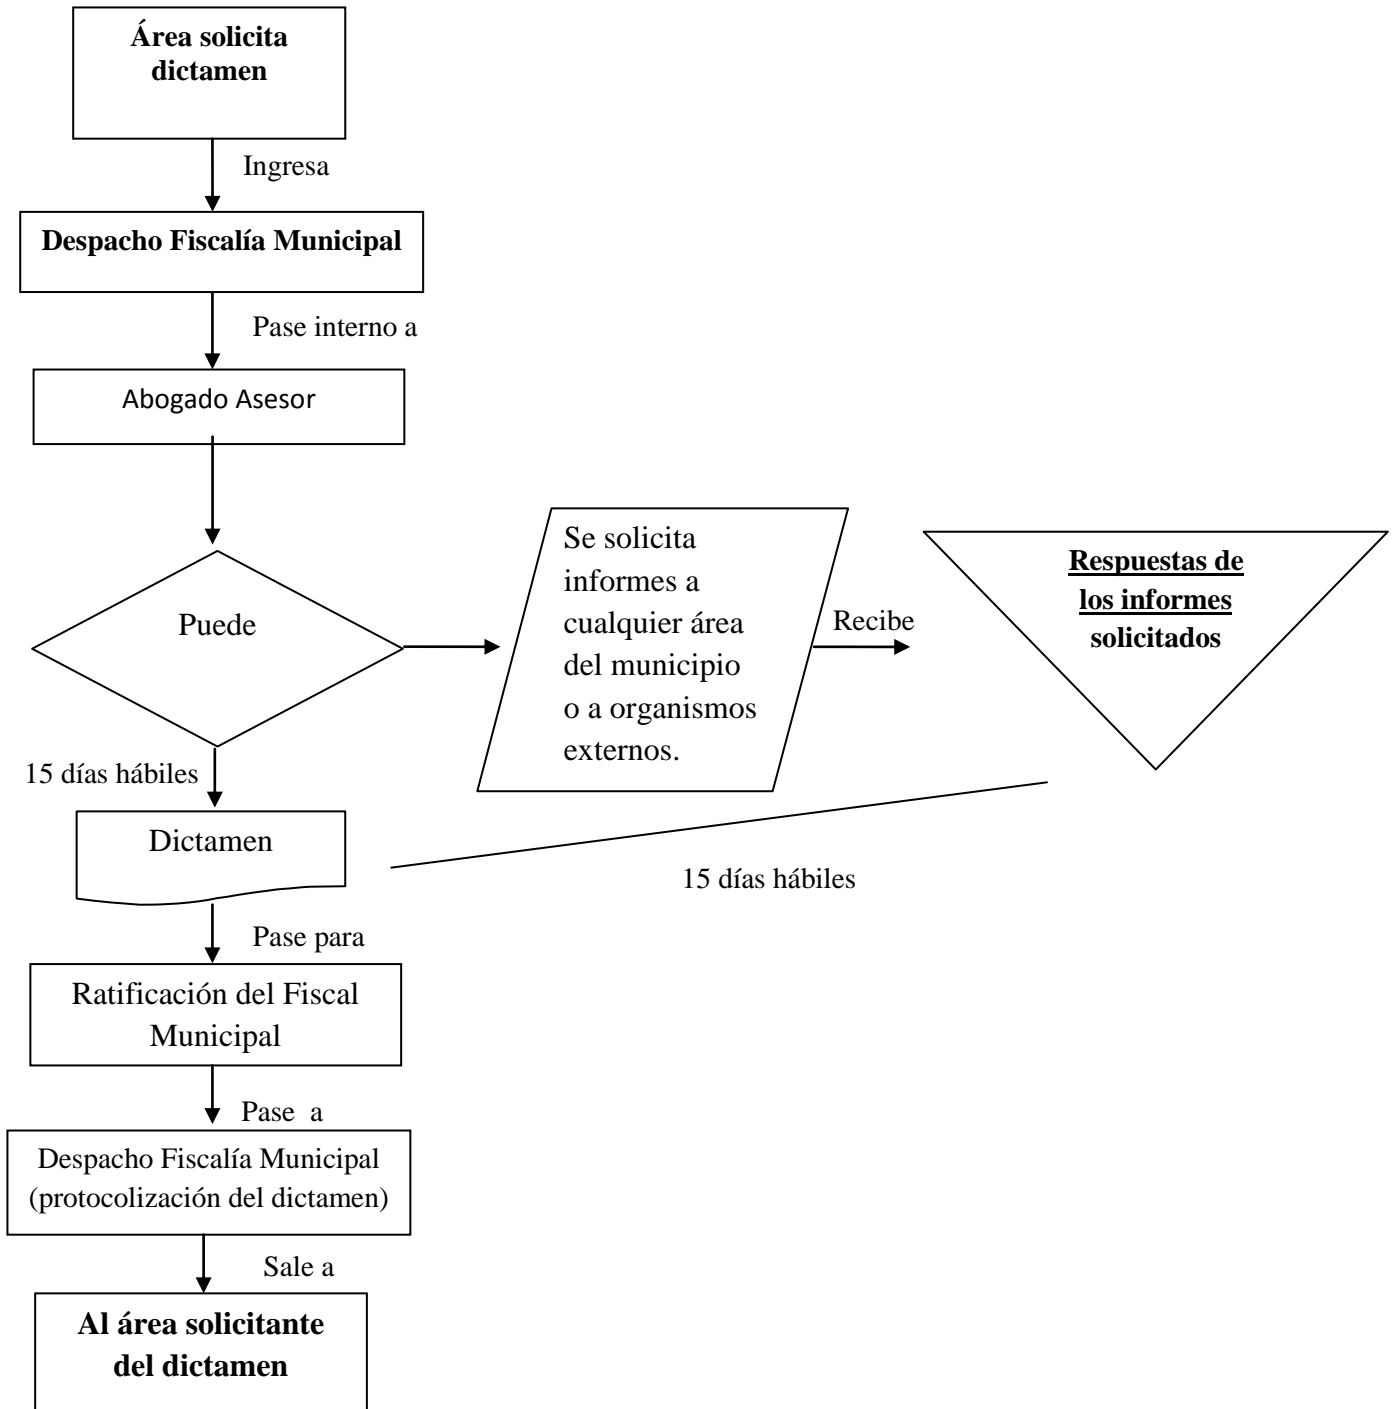 Área solicita
dictamen
Ingresa
Despacho Fiscalía Municipal
Pase interno a
Abogado Asesor
Puede
Se solicita
informes a
cualquier área
del municipio
o a organismos
externos.
Recibe
Respuestas de
los informes
solicitados
15 días hábiles
Dictamen
15 días hábiles
Pase para
Ratificación del Fiscal
Municipal
Pase a
Despacho Fiscalía Municipal
(protocolización del dictamen)
Sale a
Al área solicitante
del dictamen